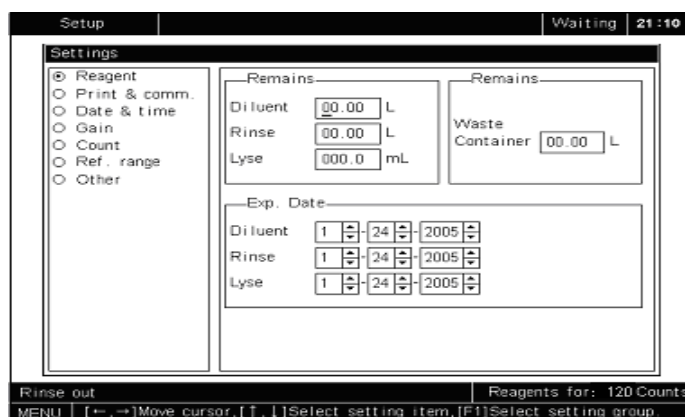 Setup Waiting 21:10
Settings
Reagent
Print & comm.
Date & time
Gain
Count
Ref. range
Other
Remains
Diluent 00.00 L
Rinse 00.00 L
Lyse 000.0 mL
Remains
Waste
Container 00.00 L
Exp. Date
Diluent 1 - 24 - 2005
Rinse 1 - 24 - 2005
Lyse 1 - 24 - 2005
Rinse out Reagents for: 120 Counts
MENU [←,→]Move cursor,[↑,↓]Select setting item,[F1]Select setting group.